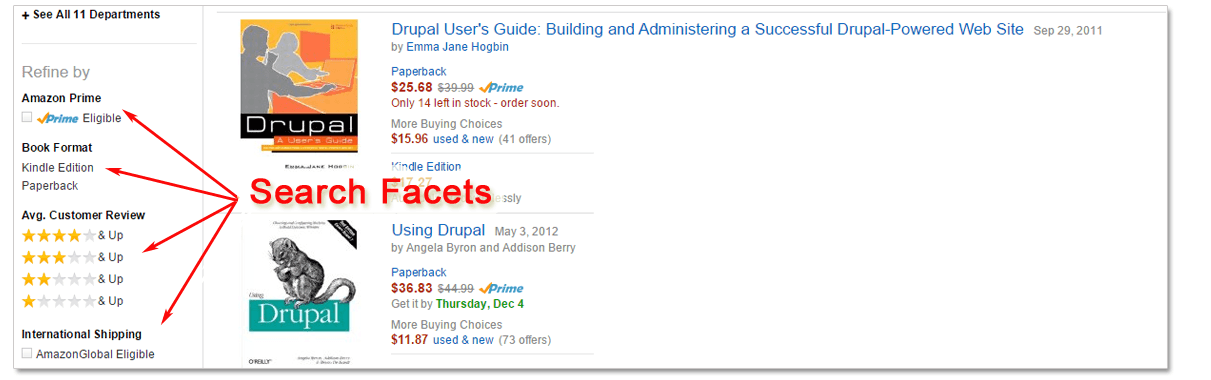 + See All 11 Departments
Refine by
Amazon Prime
Prime Eligible
Book Format
Kindle Edition
Paperback
Avg. Customer Review
& Up
& Up
& Up
& Up
International Shipping
AmazonGlobal Eligible
Search Facets
Drupal
A User's Guide
EMMA JANE HOGBIN
Drupal User's Guide: Building and Administering a Successful Drupal-Powered Web Site Sep 29, 2011
by Emma Jane Hogbin
Paperback
$25.68 $39.99 Prime
Only 14 left in stock - order soon.
More Buying Choices
$15.96 used & new (41 offers)
Kindle Edition
$17.27
Using
Drupal
O'REILLY
Using Drupal May 3, 2012
by Angela Byron and Addison Berry
Paperback
$36.83 $44.99 Prime
Get it by Thursday, Dec 4
More Buying Choices
$11.87 used & new (73 offers)